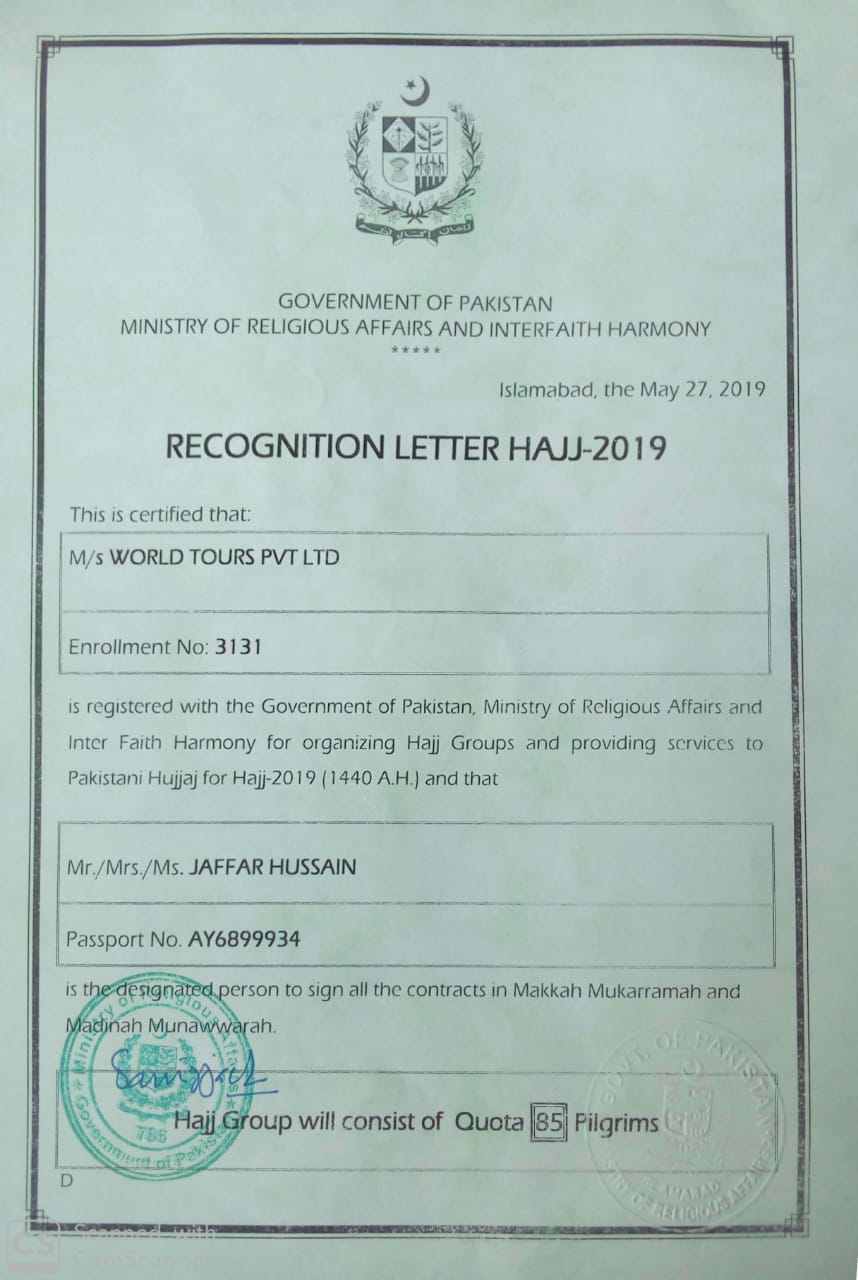 GOVERNMENT OF PAKISTAN
MINISTRY OF RELIGIOUS AFFAIRS AND INTERFAITH HARMONY
*****
Islamabad, the May 27, 2019
RECOGNITION LETTER HAJJ-2019
This is certified that:
M/s WORLD TOURS PVT LTD
Enrollment No: 3131
is registered with the Government of Pakistan, Ministry of Religious Affairs and
Inter Faith Harmony for organizing Hajj Groups and providing services to
Pakistani Hujjaj for Hajj-2019 (1440 A.H.) and that
Mr./Mrs./Ms. JAFFAR HUSSAIN
Passport No. AY6899934
is the designated person to sign all the contracts in Makkah Mukarramah and
Madinah Munawwarah.
Ministry of Religious Affairs
785
Government of Pakistan
Hajj Group will consist of Quota 85 Pilgrims
GOVT. OF PAKISTAN
ISLAMABAD
MINISTRY OF RELIGIOUS AFFAIRS
D
CS Scanned with
CamScanner